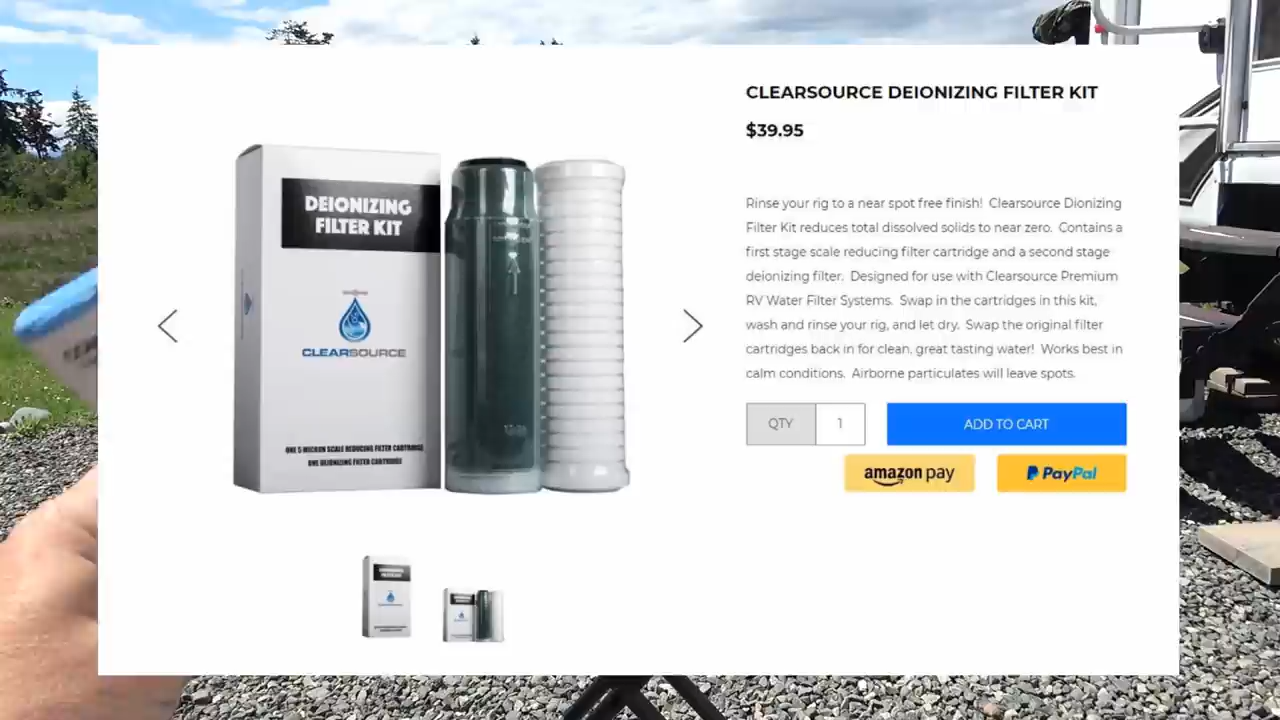 CLEARSOURCE DEIONIZING FILTER KIT
$39.95
Rinse your rig to a near spot free finish! Clearsource Dionizing
Filter Kit reduces total dissolved solids to near zero. Contains a
first stage scale reducing filter cartridge and a second stage
deionizing filter. Designed for use with Clearsource Premium
RV Water Filter Systems. Swap in the cartridges in this kit,
wash and rinse your rig, and let dry. Swap the original filter
cartridges back in for clean, great tasting water! Works best in
calm conditions. Airborne particulates will leave spots.
QTY 1 ADD TO CART
amazon pay PayPal
DEIONIZING
FILTER KIT
CLEARSOURCE
ONE 5 MICRON SCALE REDUCING FILTER CARTRIDGE
ONE DEIONIZING FILTER CARTRIDGE